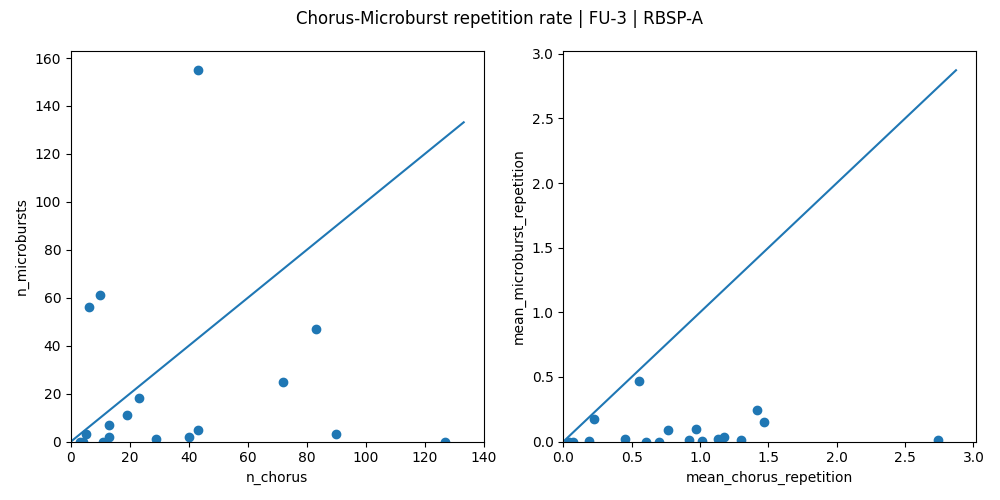 Chorus-Microburst repetition rate | FU-3 | RBSP-A
160
140
120
100
80
60
40
20
0
n_microbursts
0 20 40 60 80 100 120 140
n_chorus
3.0
2.5
2.0
1.5
1.0
0.5
0.0
mean_microburst_repetition
0.0 0.5 1.0 1.5 2.0 2.5 3.0
mean_chorus_repetition